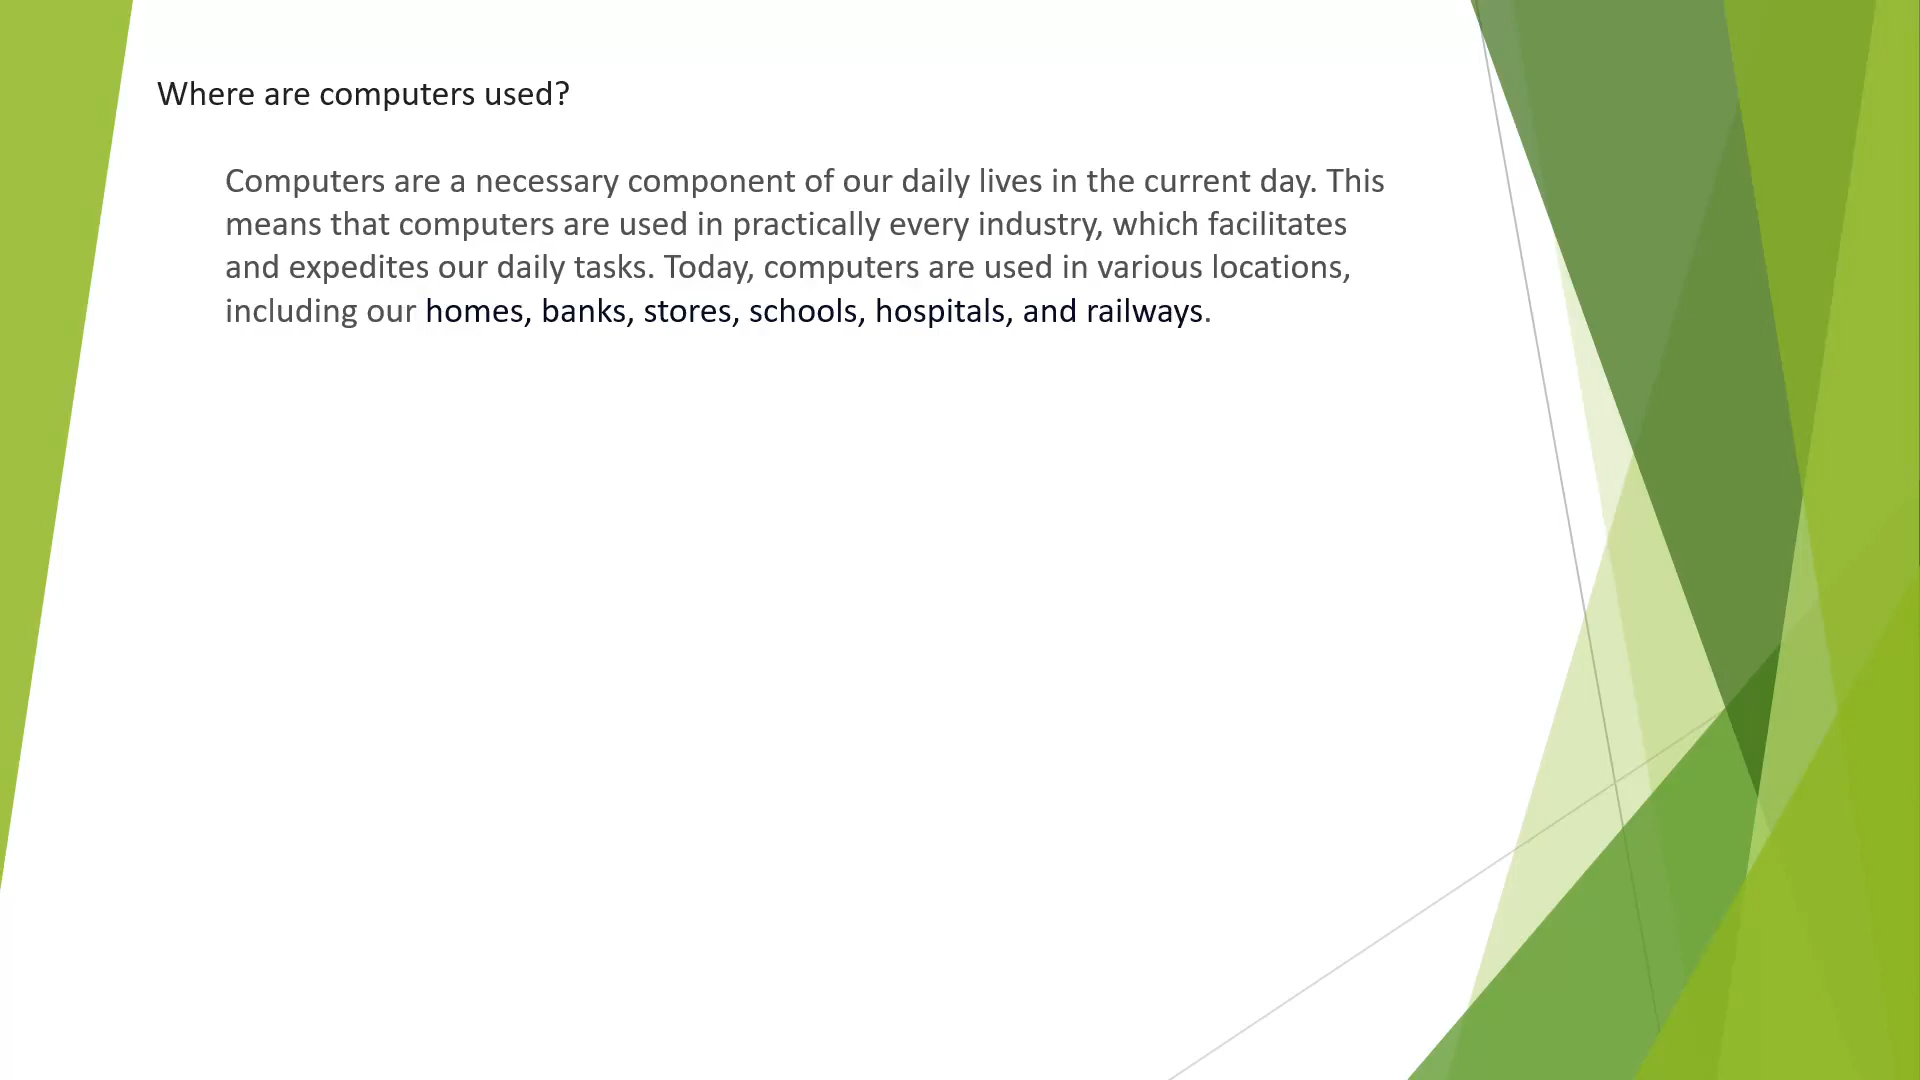 Where are computers used?
Computers are a necessary component of our daily lives in the current day. This
means that computers are used in practically every industry, which facilitates
and expedites our daily tasks. Today, computers are used in various locations,
including our homes, banks, stores, schools, hospitals, and railways.